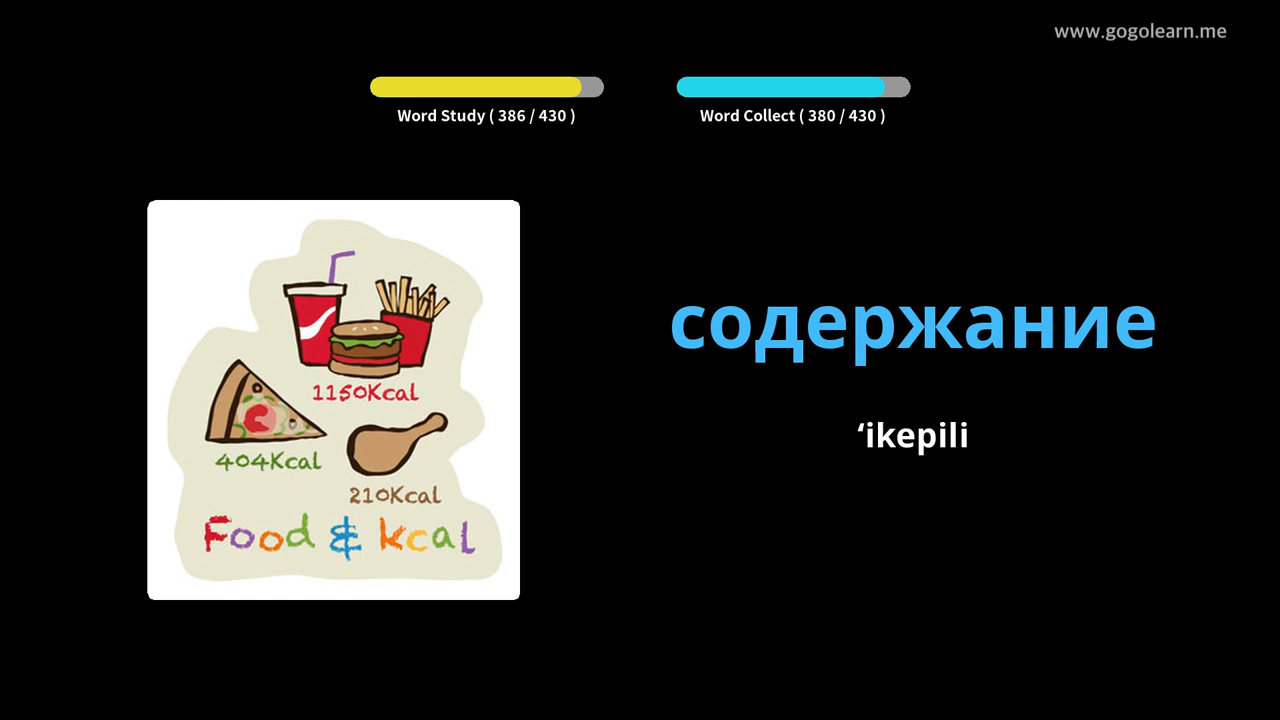 www.gogolearn.me
Word Study ( 386 / 430 )
Word Collect ( 380 / 430 )
1150Kcal
404Kcal
210Kcal
Food & kcal
содержание
ʻikepili